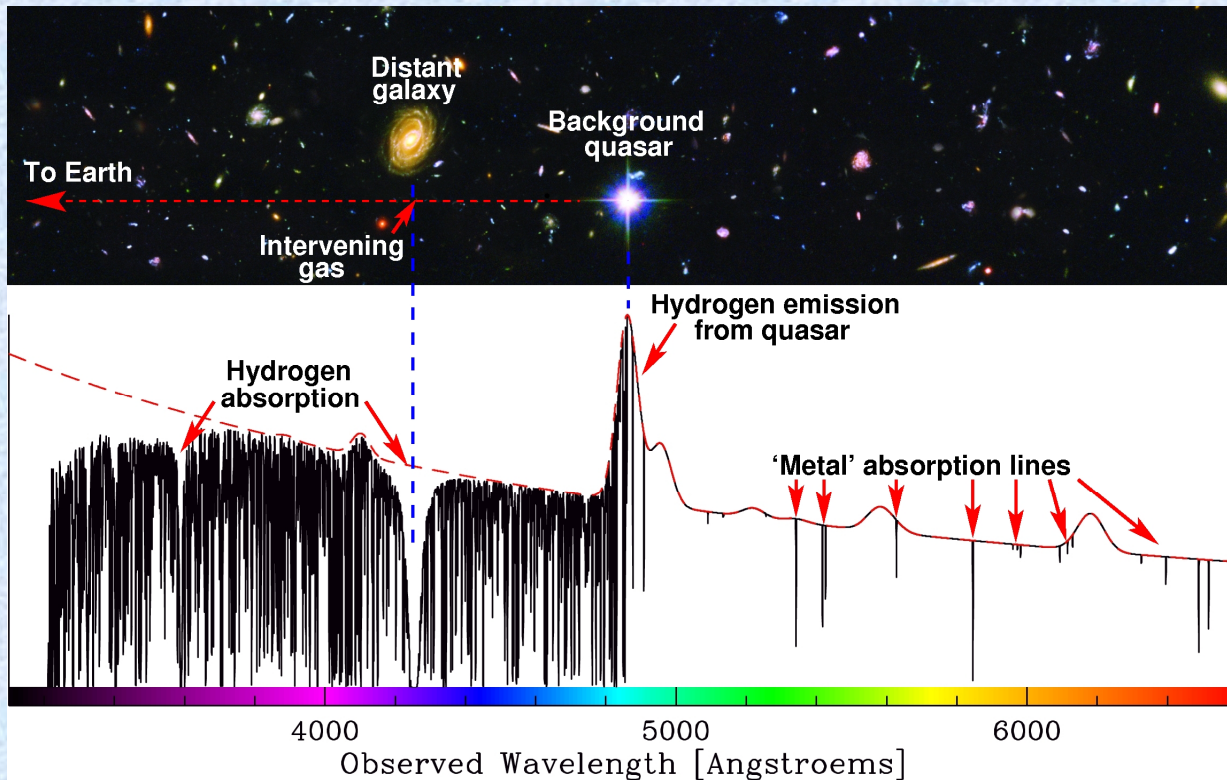 Distant
galaxy
Background
quasar
To Earth
Intervening
gas
Hydrogen emission
from quasar
Hydrogen
absorption
‘Metal’ absorption lines
4000
5000
6000
Observed Wavelength [Angstroems]